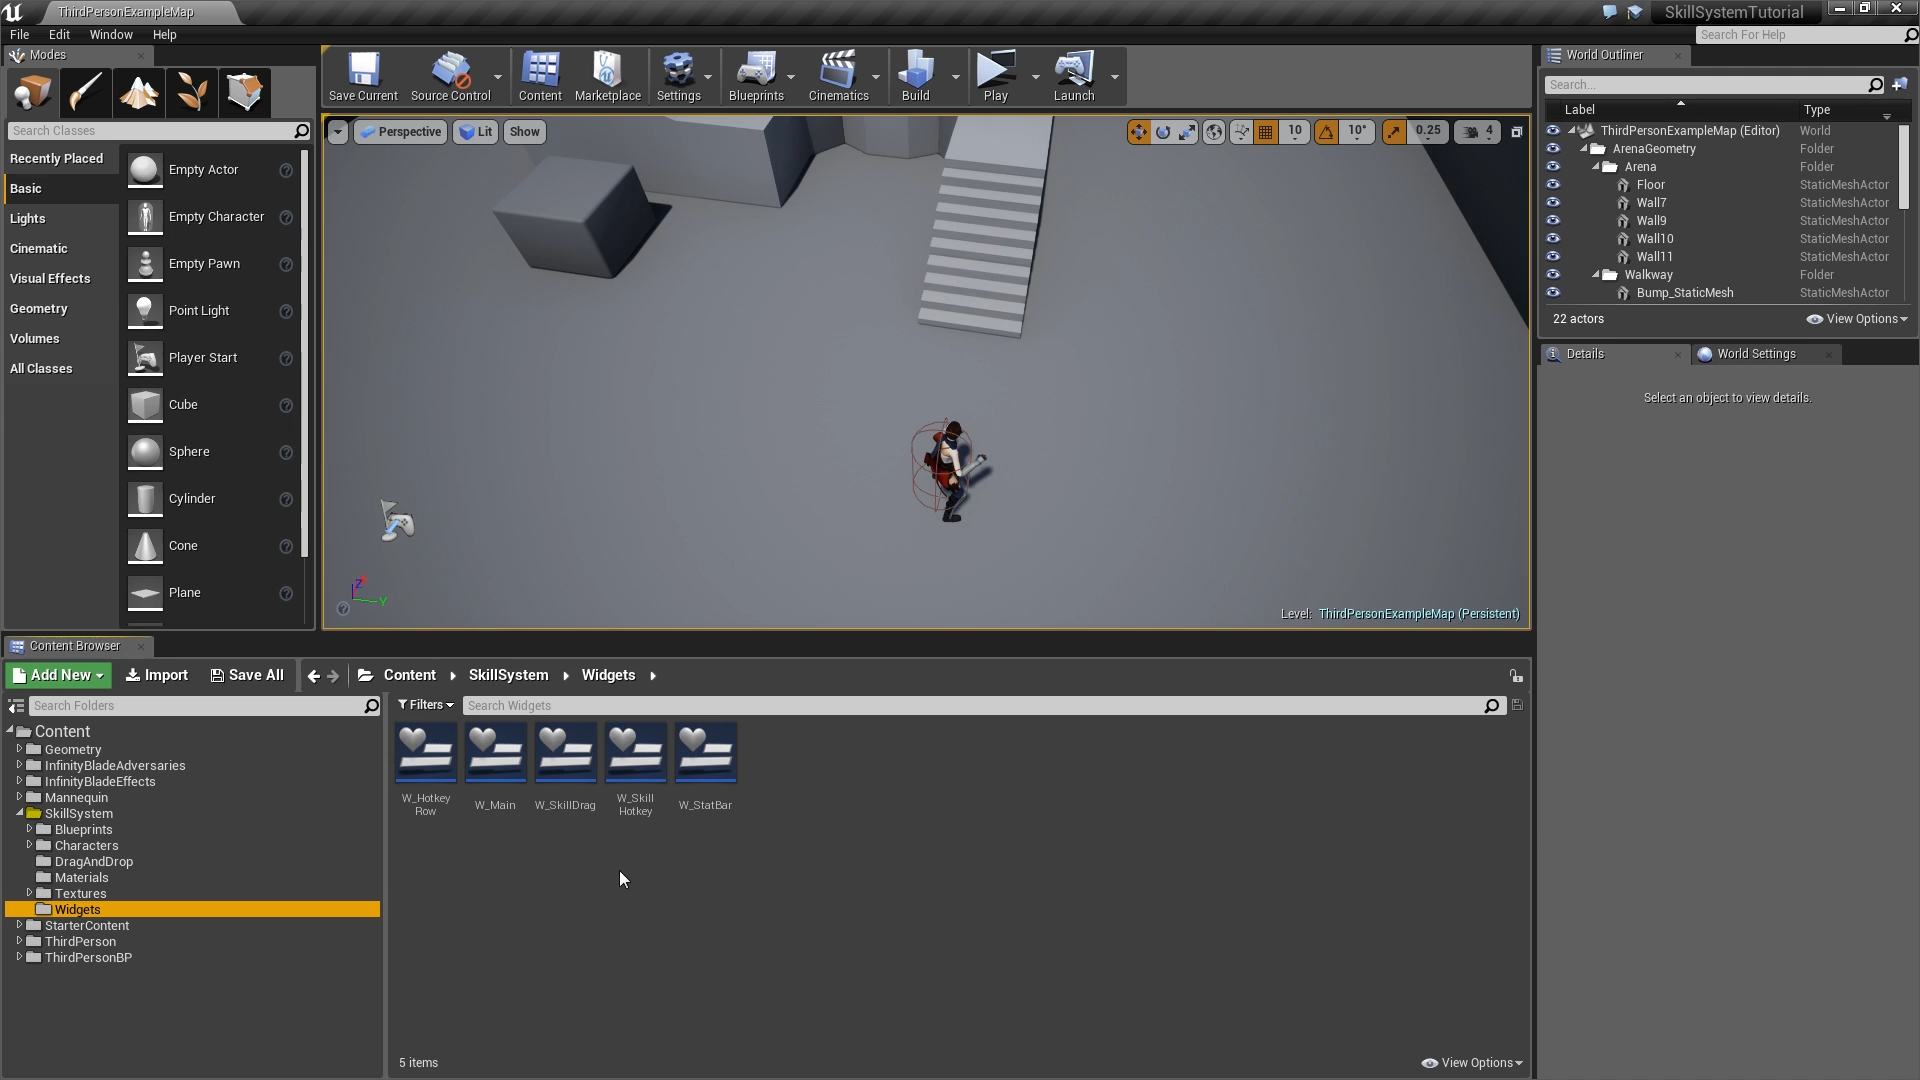 ThirdPersonExampleMap
SkillSystemTutorial
File Edit Window Help
Search For Help
Modes
Search Classes
Recently Placed
Basic
Lights
Cinematic
Visual Effects
Geometry
Volumes
All Classes
Empty Actor
Empty Character
Empty Pawn
Point Light
Player Start
Cube
Sphere
Cylinder
Cone
Plane
Save Current
Source Control
Content
Marketplace
Settings
Blueprints
Cinematics
Build
Play
Launch
Perspective Lit Show
10 10° 0.25 4
Z
Y
Level: ThirdPersonExampleMap (Persistent)
World Outliner
Search...
Label Type
ThirdPersonExampleMap (Editor) World
ArenaGeometry Folder
Arena Folder
Floor StaticMeshActor
Wall7 StaticMeshActor
Wall9 StaticMeshActor
Wall10 StaticMeshActor
Wall11 StaticMeshActor
Walkway Folder
Bump_StaticMesh StaticMeshActor
22 actors View Options
Details World Settings
Select an object to view details.
Content Browser
Add New Import Save All Content SkillSystem Widgets
Search Folders
Filters Search Widgets
Content
Geometry
InfinityBladeAdversaries
InfinityBladeEffects
Mannequin
SkillSystem
Blueprints
Characters
DragAndDrop
Materials
Textures
Widgets
StarterContent
ThirdPerson
ThirdPersonBP
W_Hotkey
Row
W_Main
W_SkillDrag
W_Skill
Hotkey
W_StatBar
5 items View Options